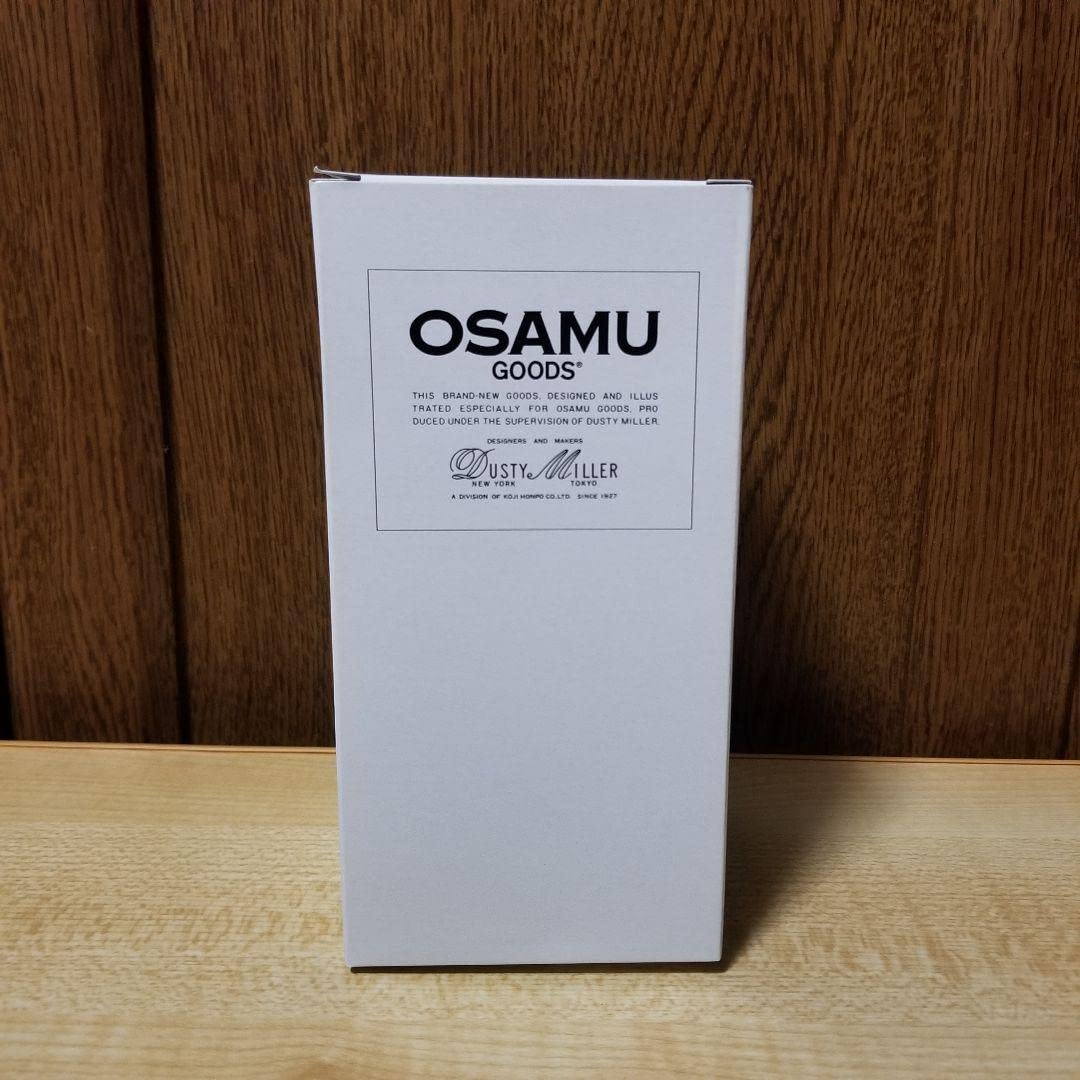 OSAMU
GOODS®
THIS BRAND-NEW GOODS, DESIGNED AND ILLUS
TRATED ESPECIALLY FOR OSAMU GOODS, PRO
DUCED UNDER THE SUPERVISION OF DUSTY MILLER.
DESIGNERS AND MAKERS
DUSTY MILLER
NEW YORK TOKYO
A DIVISION OF KOJI HONPO CO., LTD. SINCE 1927